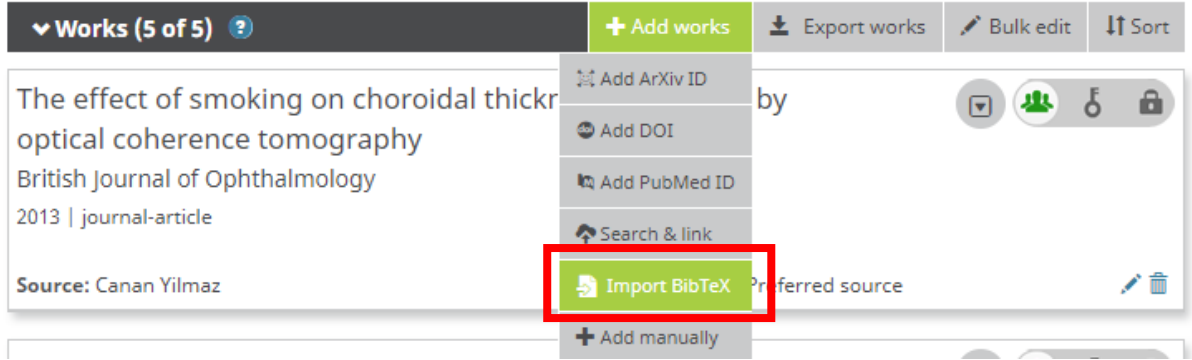 Works (5 of 5) ?
Add works
Export works
Bulk edit
Sort
The effect of smoking on choroidal thickn
by
optical coherence tomography
British Journal of Ophthalmology
2013 | journal-article
Source: Canan Yilmaz
Preferred source
Add ArXiv ID
Add DOI
Add PubMed ID
Search & link
Import BibTeX
Add manually